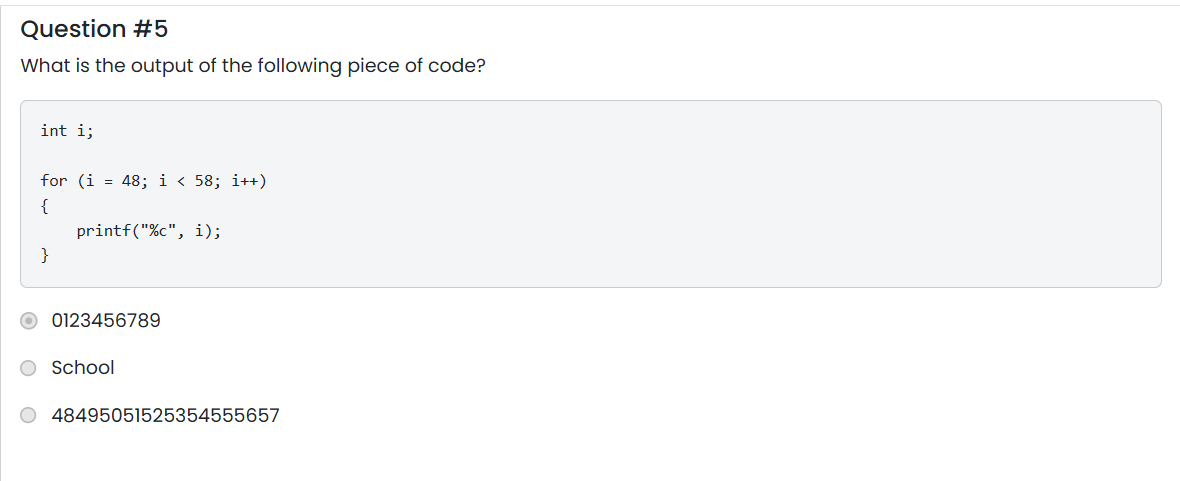 Question #5
What is the output of the following piece of code?
int i;
for (i = 48; i < 58; i++)
{
    printf("%c", i);
}
0123456789
School
48495051525354555657